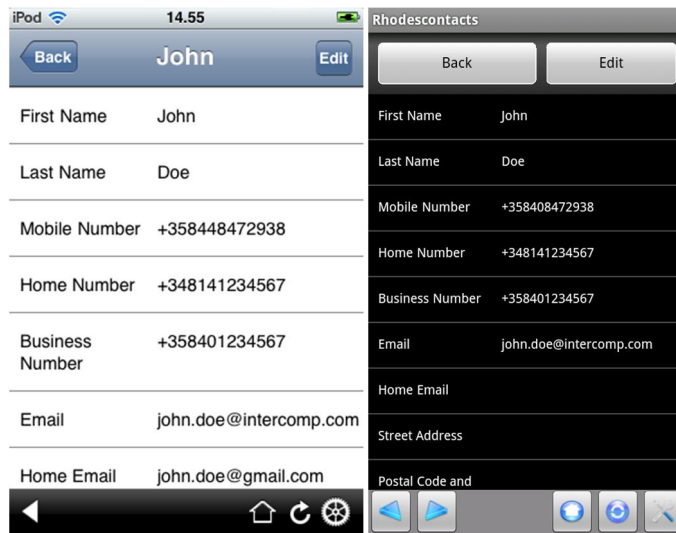 iPod 14.55
Back John Edit
First Name John
Last Name Doe
Mobile Number +358448472938
Home Number +348141234567
Business +358401234567
Number
Email john.doe@intercomp.com
Home Email john.doe@gmail.com
Rhodescontacts
Back Edit
First Name John
Last Name Doe
Mobile Number +358408472938
Home Number +348141234567
Business Number +358401234567
Email john.doe@intercomp.com
Home Email
Street Address
Postal Code and